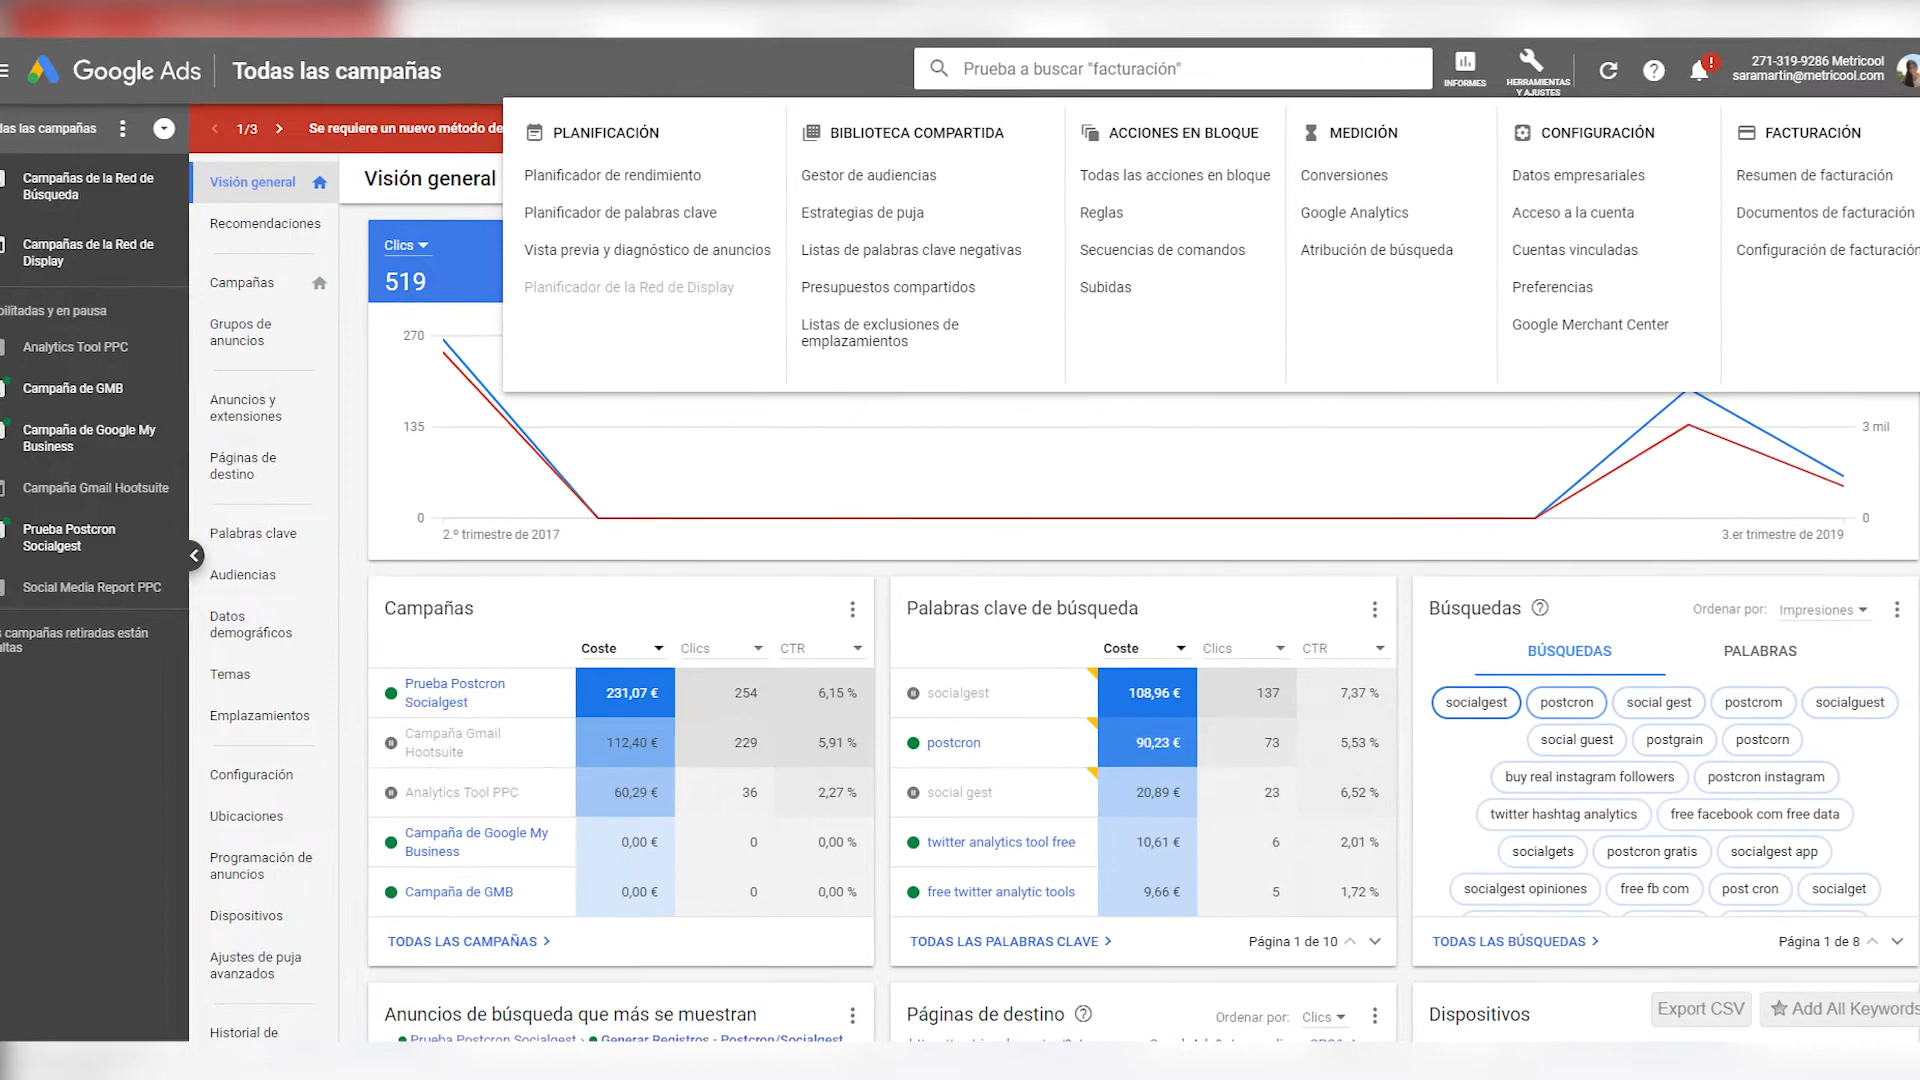 Google Ads
Todas las campañas
Prueba a buscar "facturación"
INFORMES
HERRAMIENTAS
Y AJUSTES
271-319-9286 Metricool
saramartin@metricool.com
las campañas
Campañas de la Red de
Búsqueda
Campañas de la Red de
Display
y en pausa
Analytics Tool PPC
Campaña de GMB
Campaña de Google My
Business
Campaña Gmail Hootsuite
Prueba Postcron
Socialgest
Social Media Report PPC
campañas retiradas están
1/3
Se requiere un nuevo método de
Visión general
Recomendaciones
Campañas
Grupos de
anuncios
Anuncios y
extensiones
Páginas de
destino
Palabras clave
Audiencias
Datos
demográficos
Temas
Emplazamientos
Configuración
Ubicaciones
Programación de
anuncios
Dispositivos
Ajustes de puja
avanzados
Historial de
Visión general
PLANIFICACIÓN
Planificador de rendimiento
Planificador de palabras clave
Vista previa y diagnóstico de anuncios
Planificador de la Red de Display
BIBLIOTECA COMPARTIDA
Gestor de audiencias
Estrategias de puja
Listas de palabras clave negativas
Presupuestos compartidos
Listas de exclusiones de
emplazamientos
ACCIONES EN BLOQUE
Todas las acciones en bloque
Reglas
Secuencias de comandos
Subidas
MEDICIÓN
Conversiones
Google Analytics
Atribución de búsqueda
CONFIGURACIÓN
Datos empresariales
Acceso a la cuenta
Cuentas vinculadas
Preferencias
Google Merchant Center
FACTURACIÓN
Resumen de facturación
Documentos de facturación
Configuración de facturación
Clics
519
270
135
0
3 mil
0
2.º trimestre de 2017
3.er trimestre de 2019
Campañas
Coste Clics CTR
Prueba Postcron
Socialgest
231,07 € 254 6,15 %
Campaña Gmail
Hootsuite
112,40 € 229 5,91 %
Analytics Tool PPC 60,29 € 36 2,27 %
Campaña de Google My
Business
0,00 € 0 0,00 %
Campaña de GMB 0,00 € 0 0,00 %
TODAS LAS CAMPAÑAS
Palabras clave de búsqueda
Coste Clics CTR
socialgest 108,96 € 137 7,37 %
postcron 90,23 € 73 5,53 %
social gest 20,89 € 23 6,52 %
twitter analytics tool free 10,61 € 6 2,01 %
free twitter analytic tools 9,66 € 5 1,72 %
TODAS LAS PALABRAS CLAVE
Página 1 de 10
Búsquedas
Ordenar por: Impresiones
BÚSQUEDAS PALABRAS
socialgest postcron social gest postcrom socialguest
social guest postgrain postcorn
buy real instagram followers postcron instagram
twitter hashtag analytics free facebook com free data
socialgets postcron gratis socialgest app
socialgest opiniones free fb com post cron socialget
TODAS LAS BÚSQUEDAS
Página 1 de 8
Anuncios de búsqueda que más se muestran
Prueba Postcron Socialgest
Generar Registros - Postcron/Socialgest
Páginas de destino
Ordenar por: Clics
Dispositivos
Export CSV
Add All Keywords